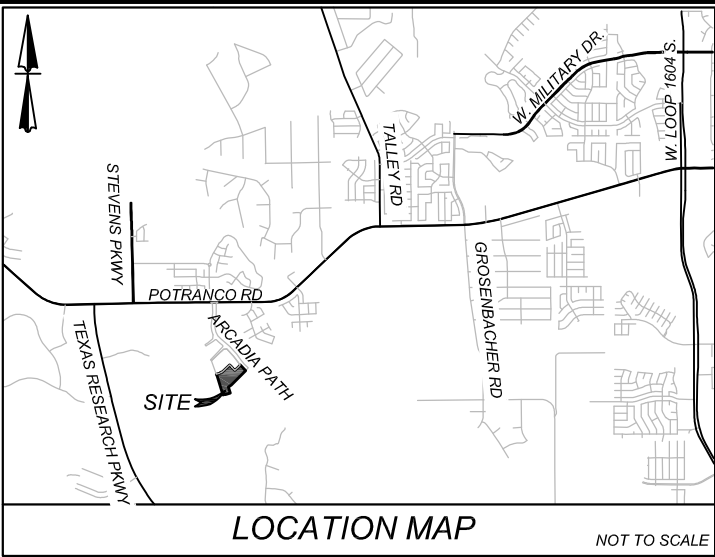 W. MILITARY DR.
W. LOOP 1604 S.
TALLEY RD
STEVENS PKWY
GROSENBACHER RD
POTRANCO RD
ARCADIA PATH
TEXAS RESEARCH PKWY
SITE
LOCATION MAP
NOT TO SCALE